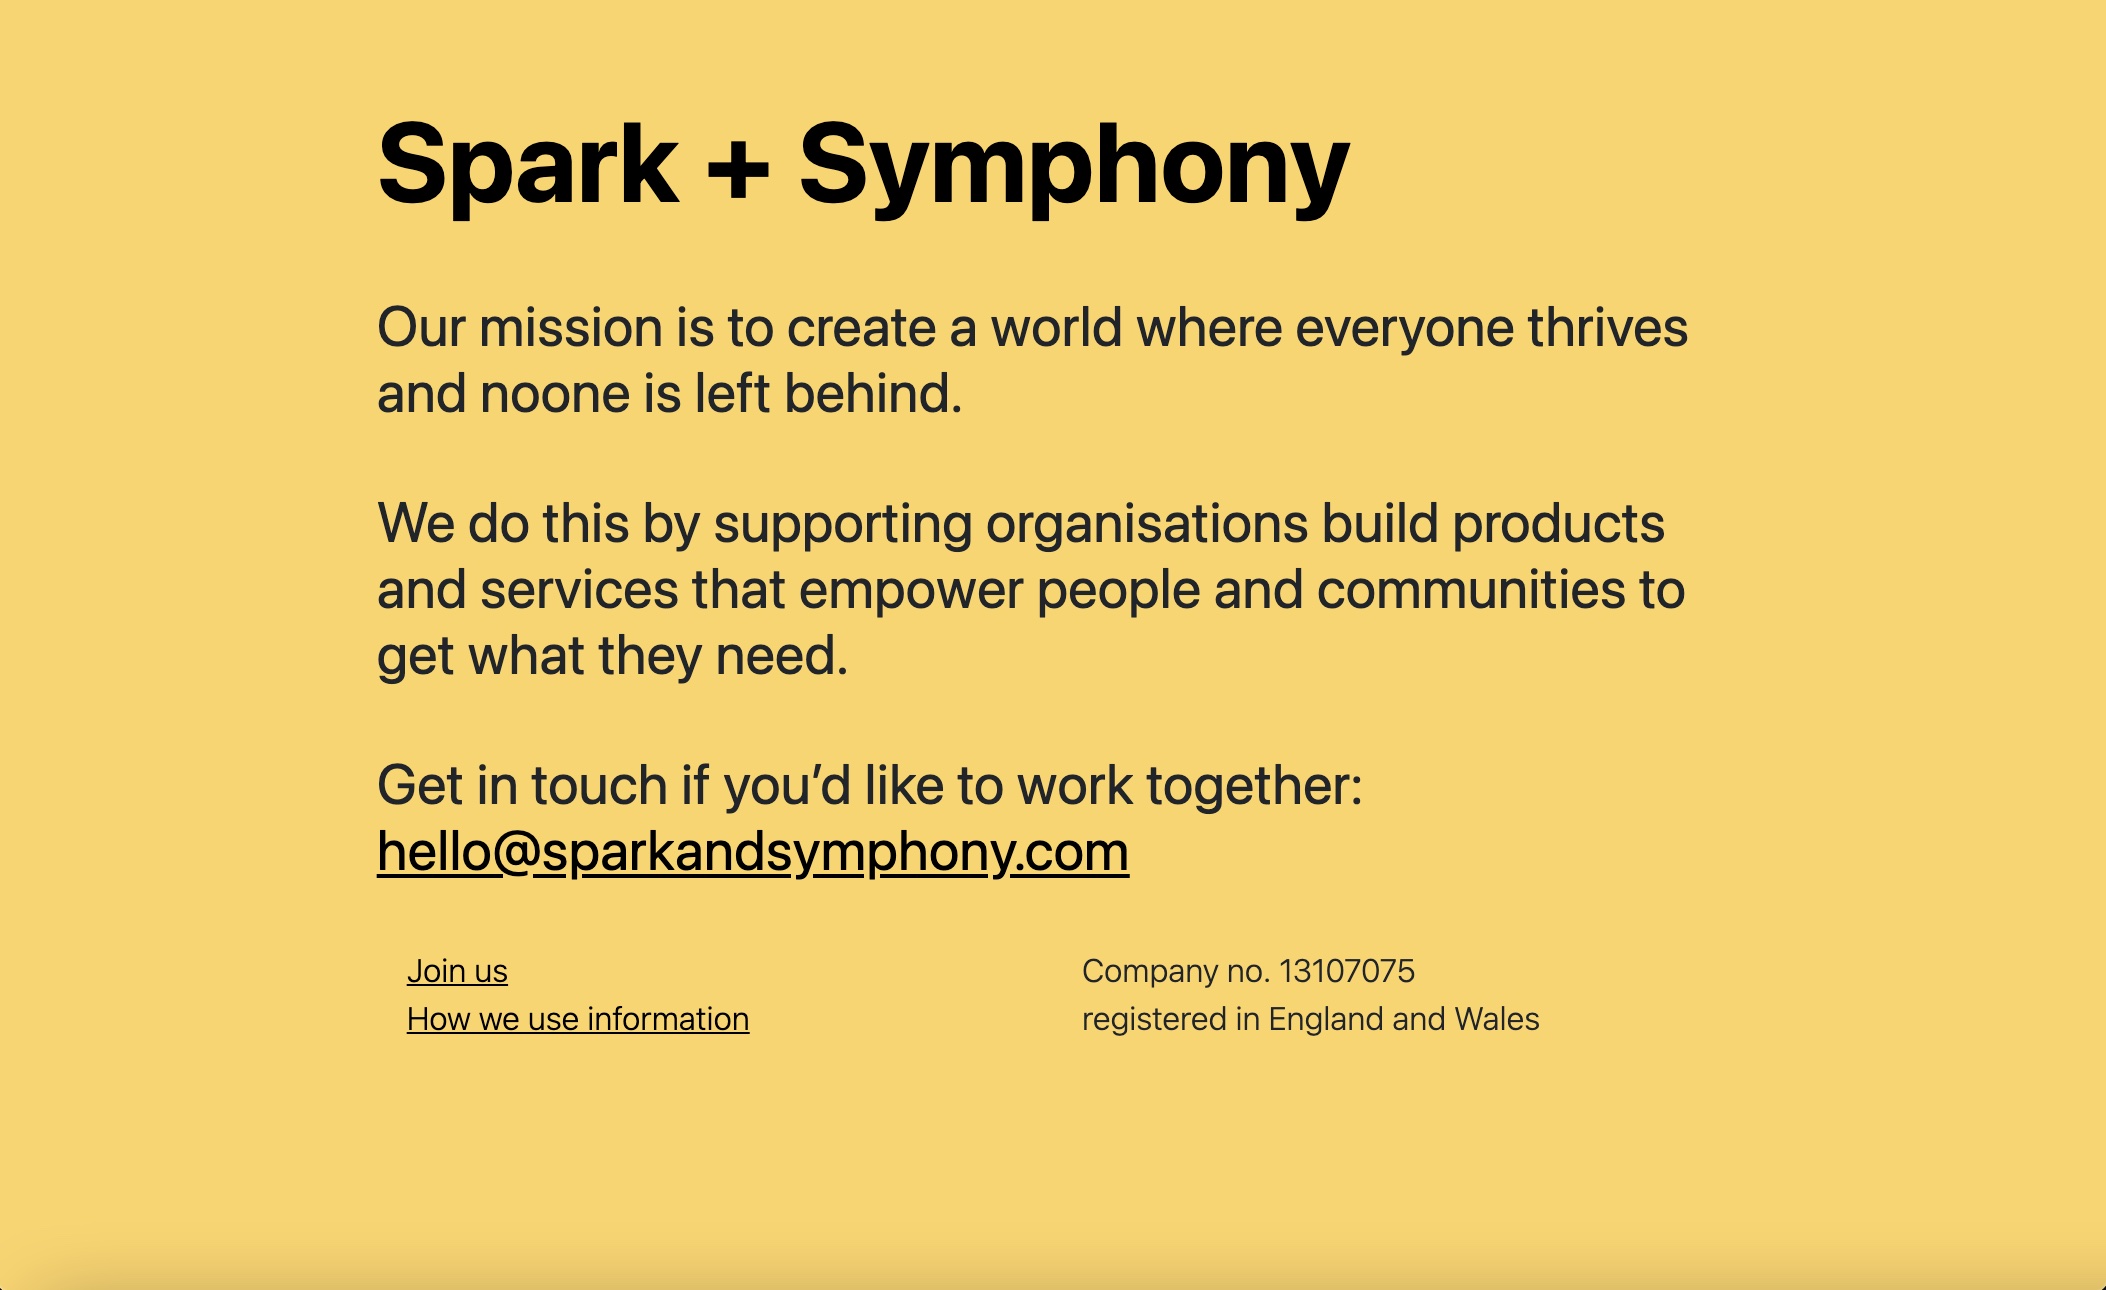 Spark + Symphony
Our mission is to create a world where everyone thrives
and noone is left behind.
We do this by supporting organisations build products
and services that empower people and communities to
get what they need.
Get in touch if you’d like to work together:
hello@sparkandsymphony.com
Join us
How we use information
Company no. 13107075
registered in England and Wales